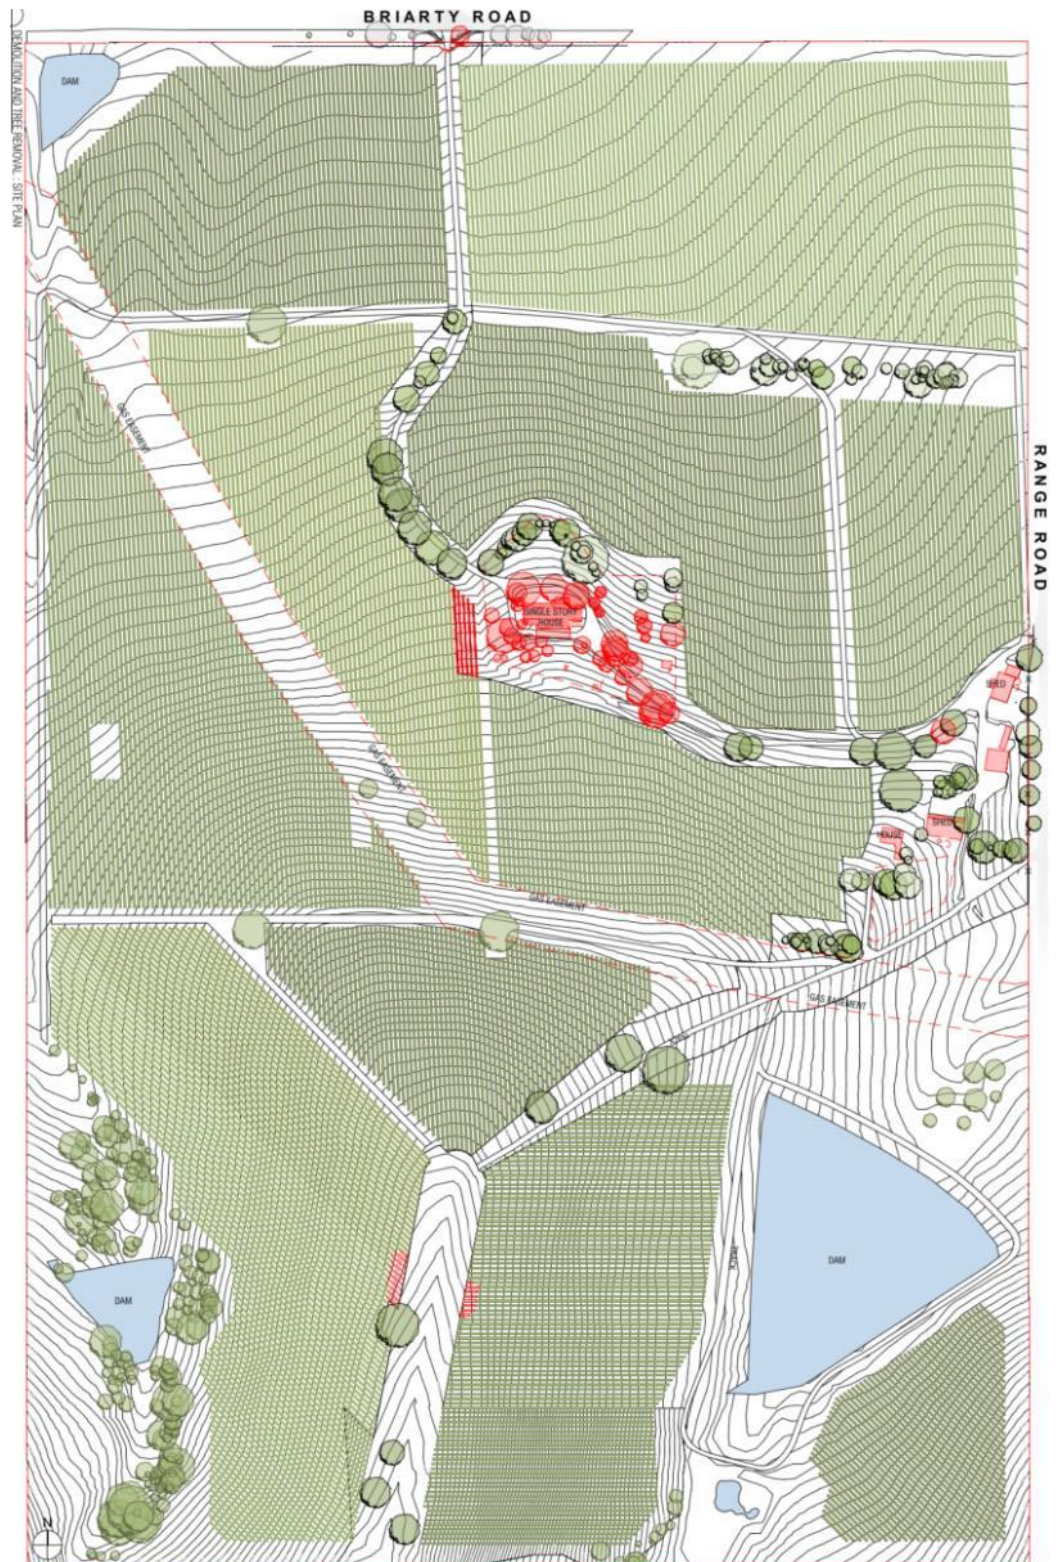 BRIARTY ROAD
DEMOLITION AND TREE REMOVAL : SITE PLAN
DAM
GAS EASEMENT
RANGE ROAD
SINGLE STOREY
HOUSE
SHED
GAS EASEMENT
SHED
HOUSE
GAS EASEMENT
GAS EASEMENT
TRACK
DAM
DAM
N